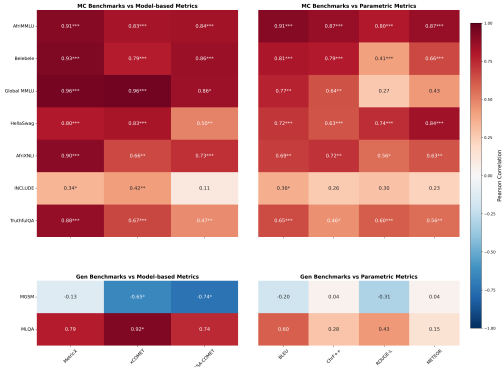 MC Benchmarks vs Model-based Metrics
MC Benchmarks vs Parametric Metrics
AfriMMLU 0.91*** 0.83*** 0.84*** 0.91*** 0.87*** 0.80*** 0.87***
Belebele 0.93*** 0.79*** 0.86*** 0.81*** 0.79*** 0.41*** 0.66***
Global MMLU 0.96*** 0.96*** 0.86* 0.77** 0.64** 0.27 0.43
HellaSwag 0.80*** 0.83*** 0.50** 0.72*** 0.63*** 0.74*** 0.84***
AfriXNLI 0.90*** 0.66** 0.73*** 0.69** 0.72** 0.56* 0.63**
INCLUDE 0.34* 0.42** 0.11 0.36* 0.26 0.30 0.23
TruthfulQA 0.88*** 0.67*** 0.47** 0.65*** 0.46* 0.60*** 0.56**
Gen Benchmarks vs Model-based Metrics
Gen Benchmarks vs Parametric Metrics
MGSM -0.13 -0.63* -0.74* -0.20 0.04 -0.31 0.04
MLQA 0.79 0.92* 0.74 0.60 0.28 0.43 0.15
MetricX xCOMET BLEU ChrF++ ROUGE-L METEOR
1.00
0.75
0.50
0.25
0.00
−0.25
−0.50
−0.75
−1.00
Pearson Correlation